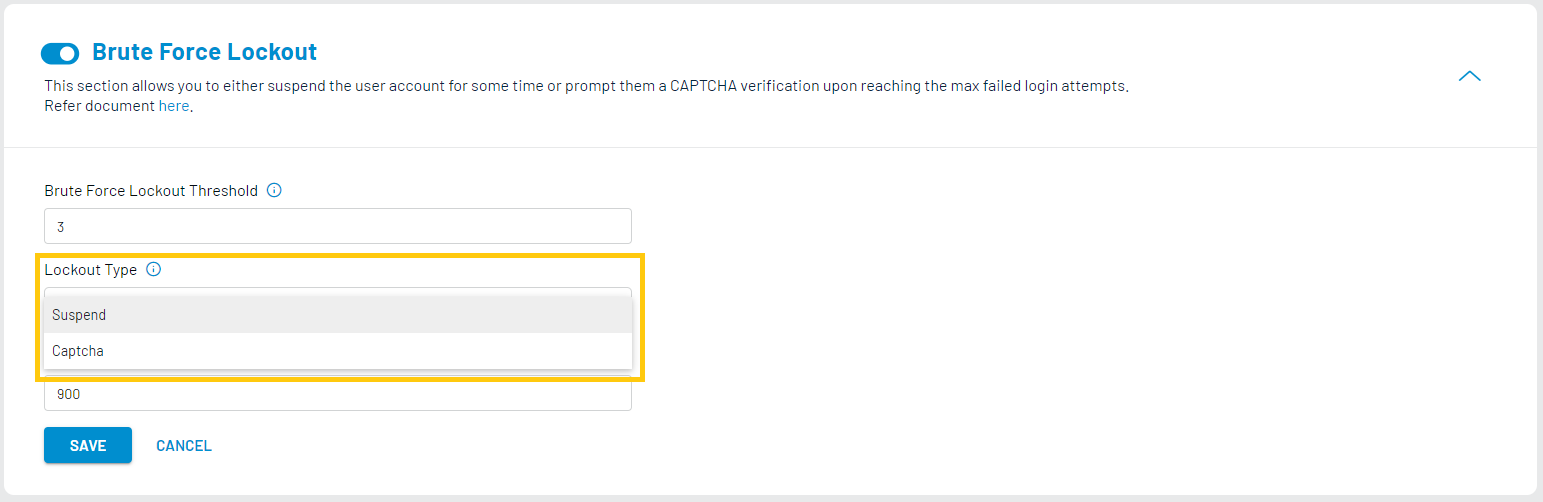 Brute Force Lockout
This section allows you to either suspend the user account for some time or prompt them a CAPTCHA verification upon reaching the max failed login attempts.
Refer document here.
Brute Force Lockout Threshold
3
Lockout Type
Suspend
Captcha
900
SAVE CANCEL